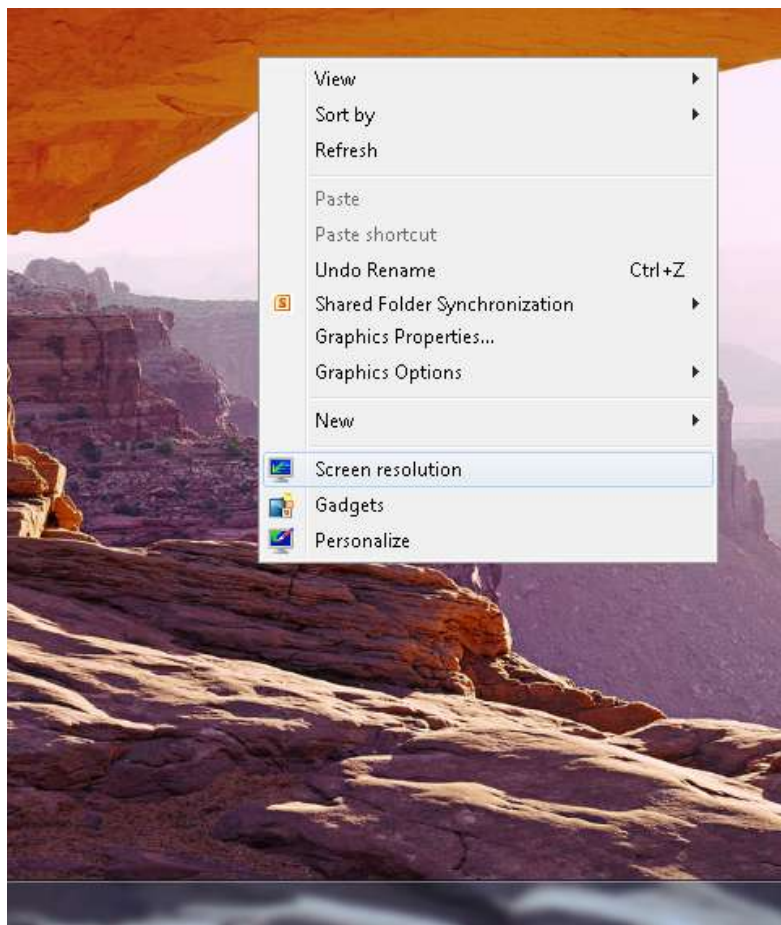 View
Sort by
Refresh
Paste
Paste shortcut
Undo Rename Ctrl+Z
Shared Folder Synchronization
Graphics Properties...
Graphics Options
New
Screen resolution
Gadgets
Personalize